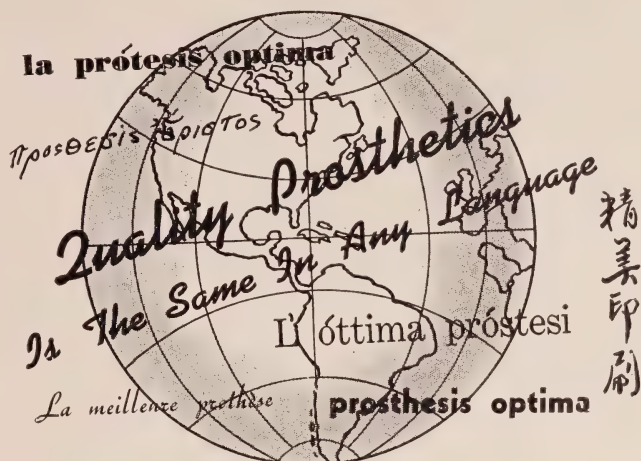 la prótesis optima
προσθεσις ἄριστος
Quality Prosthetics
Is The Same In Any Language
精美印刷
L' óttima próstesi
La meilleure prothèse
prosthesis optima